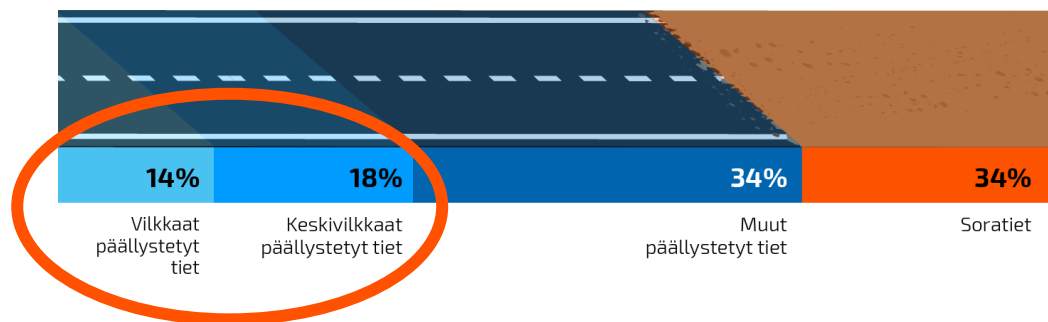 14%
18%
34%
34%
Vilkkaat
päällystetyt
tiet
Keskivilkkaat
päällystetyt tiet
Muut
päällystetyt tiet
Soratiet